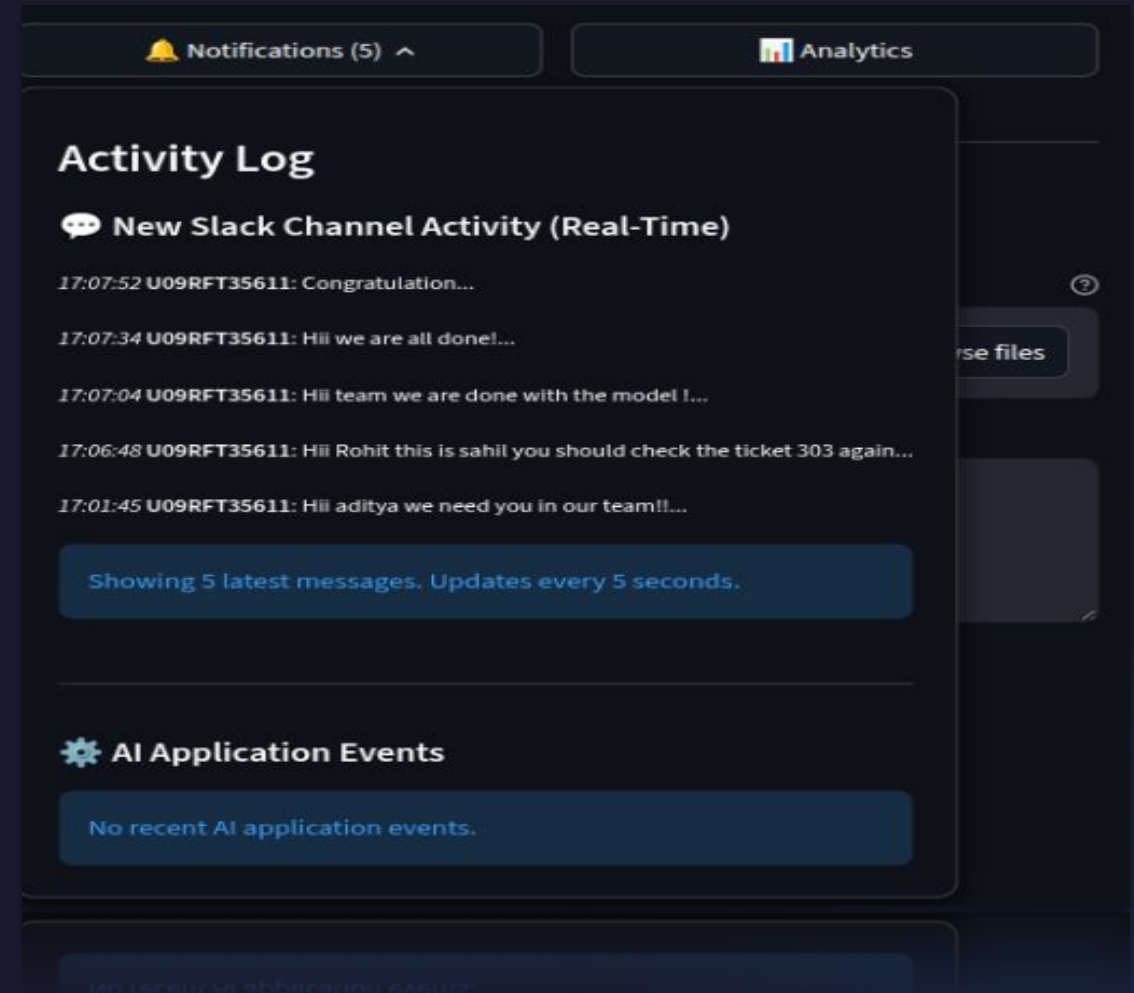 🔔 Notifications (5)
📊 Analytics
Activity Log
💬 New Slack Channel Activity (Real-Time)
17:07:52 U09RFT35611: Congratulation...
17:07:34 U09RFT35611: Hii we are all done!...
17:07:04 U09RFT35611: Hii team we are done with the model !...
17:06:48 U09RFT35611: Hii Rohit this is sahil you should check the ticket 303 again...
17:01:45 U09RFT35611: Hii aditya we need you in our team!!...
Showing 5 latest messages. Updates every 5 seconds.
?
files
⚙️ AI Application Events
No recent AI application events.